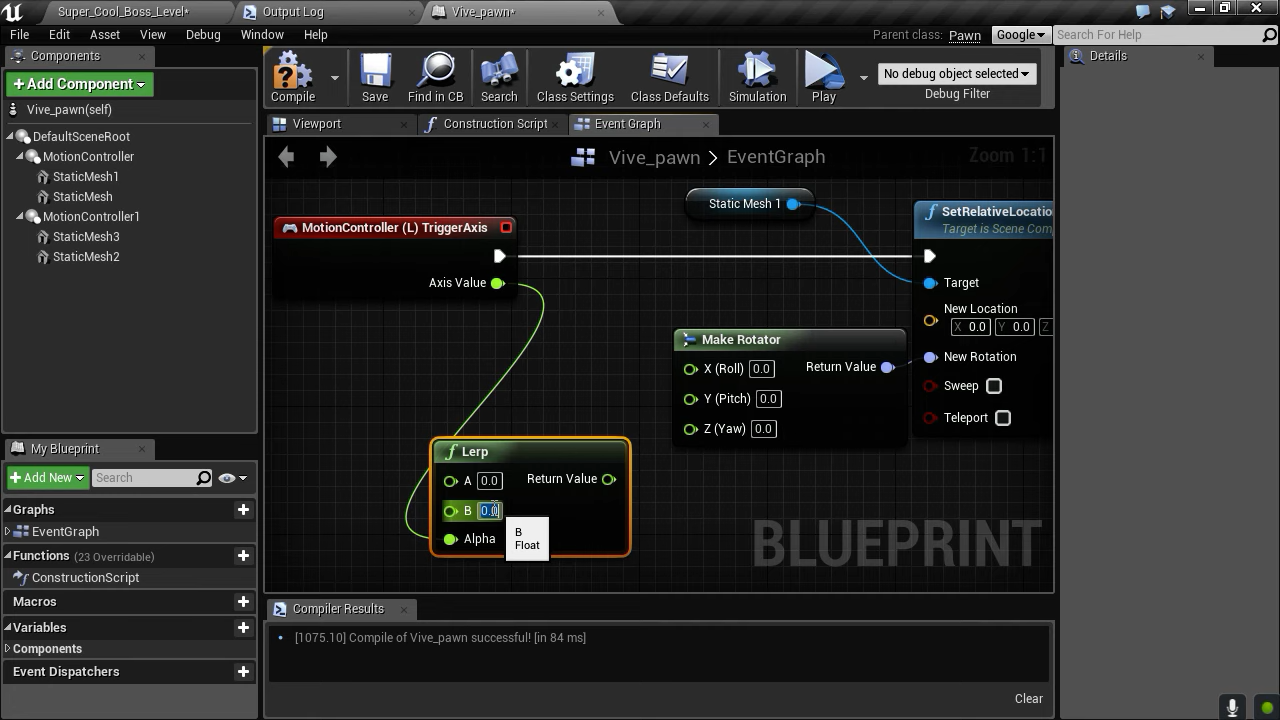 Super_Cool_Boss_Level*
Output Log
Vive_pawn*
File
Edit
Asset
View
Debug
Window
Help
Parent class:
Pawn
Google
Search For Help
Components
Add Component
Vive_pawn(self)
DefaultSceneRoot
MotionController
StaticMesh1
StaticMesh
MotionController1
StaticMesh3
StaticMesh2
My Blueprint
Add New
Search
Graphs
EventGraph
Functions (23 Overridable)
ConstructionScript
Macros
Variables
Components
Event Dispatchers
Compile
Save
Find in CB
Search
Class Settings
Class Defaults
Simulation
Play
No debug object selected
Debug Filter
Viewport
Construction Script
Event Graph
Vive_pawn > EventGraph
Zoom 1:1
MotionController (L) TriggerAxis
Axis Value
Static Mesh 1
SetRelativeLocatio
Target is Scene Com
Target
New Location
X 0.0 Y 0.0 Z
New Rotation
Sweep
Teleport
Make Rotator
X (Roll) 0.0
Return Value
Y (Pitch) 0.0
Z (Yaw) 0.0
f Lerp
A 0.0
Return Value
B 0.0
Alpha
B
Float
BLUEPRINT
Compiler Results
[1075.10] Compile of Vive_pawn successful! [in 84 ms]
Clear
Details